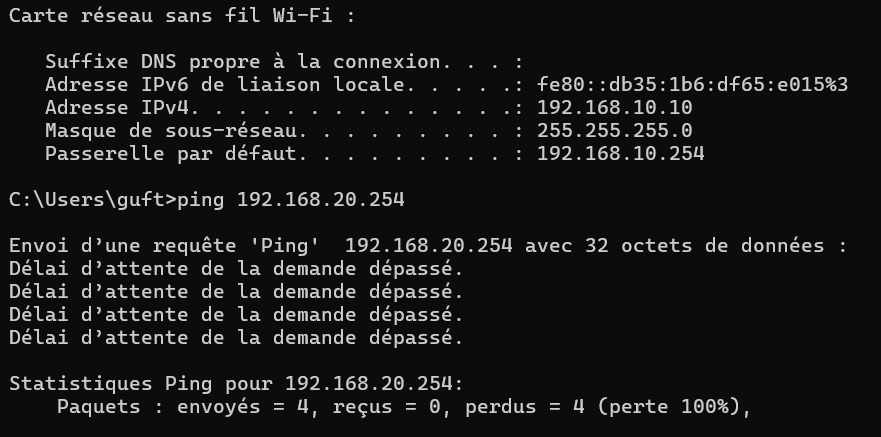 Carte réseau sans fil Wi-Fi :
Suffixe DNS propre à la connexion. . . :
Adresse IPv6 de liaison locale. . . . .: fe80::db35:1b6:df65:e015%3
Adresse IPv4. . . . . . . . . . . . . .: 192.168.10.10
Masque de sous-réseau. . . . . . . . . : 255.255.255.0
Passerelle par défaut. . . . . . . . . : 192.168.10.254
C:\Users\guft>ping 192.168.20.254
Envoi d’une requête 'Ping'  192.168.20.254 avec 32 octets de données :
Délai d’attente de la demande dépassé.
Délai d’attente de la demande dépassé.
Délai d’attente de la demande dépassé.
Délai d’attente de la demande dépassé.
Statistiques Ping pour 192.168.20.254:
Paquets : envoyés = 4, reçus = 0, perdus = 4 (perte 100%),